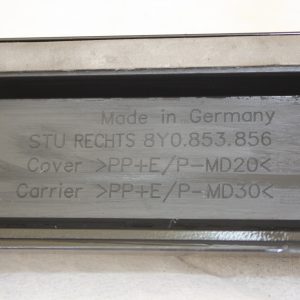 Made in Germany
STU RECHTS 8Y0.853.856
Cover >PP+E/P-MD20<
Carrier >PP+E/P-MD30<